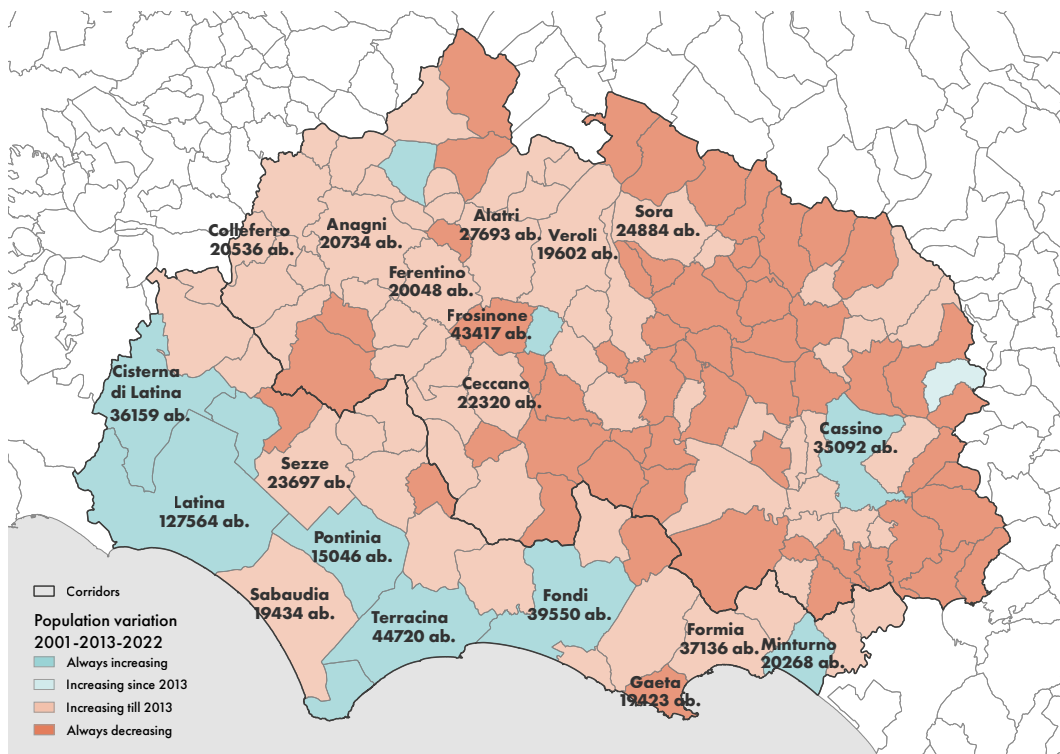 Colleferro
20536 ab.
Anagni
20734 ab.
Alatri
27693 ab.
Veroli
19602 ab.
Sora
24884 ab.
Ferentino
20048 ab.
Frosinone
43417 ab.
Cisterna
di Latina
36159 ab.
Ceccano
22320 ab.
Cassino
35092 ab.
Sezze
23697 ab.
Latina
127564 ab.
Pontinia
15046 ab.
Sabaudia
19434 ab.
Terracina
44720 ab.
Fondi
39550 ab.
Formia
37136 ab.
Minturno
20268 ab.
Gaeta
19423 ab.
Corridors
Population variation
2001-2013-2022
Always increasing
Increasing since 2013
Increasing till 2013
Always decreasing